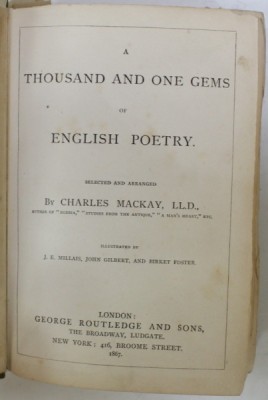 A
THOUSAND AND ONE GEMS
OF
ENGLISH POETRY.
SELECTED AND ARRANGED
By CHARLES MACKAY, LL.D.,
AUTHOR OF "EGERIA," "STUDIES FROM THE ANTIQUE," "A MAN'S HEART," ETC.
ILLUSTRATED BY
J. E. MILLAIS, JOHN GILBERT, AND BIRKET FOSTER.
LONDON:
GEORGE ROUTLEDGE AND SONS,
THE BROADWAY, LUDGATE.
NEW YORK: 416, BROOME STREET.
1867.